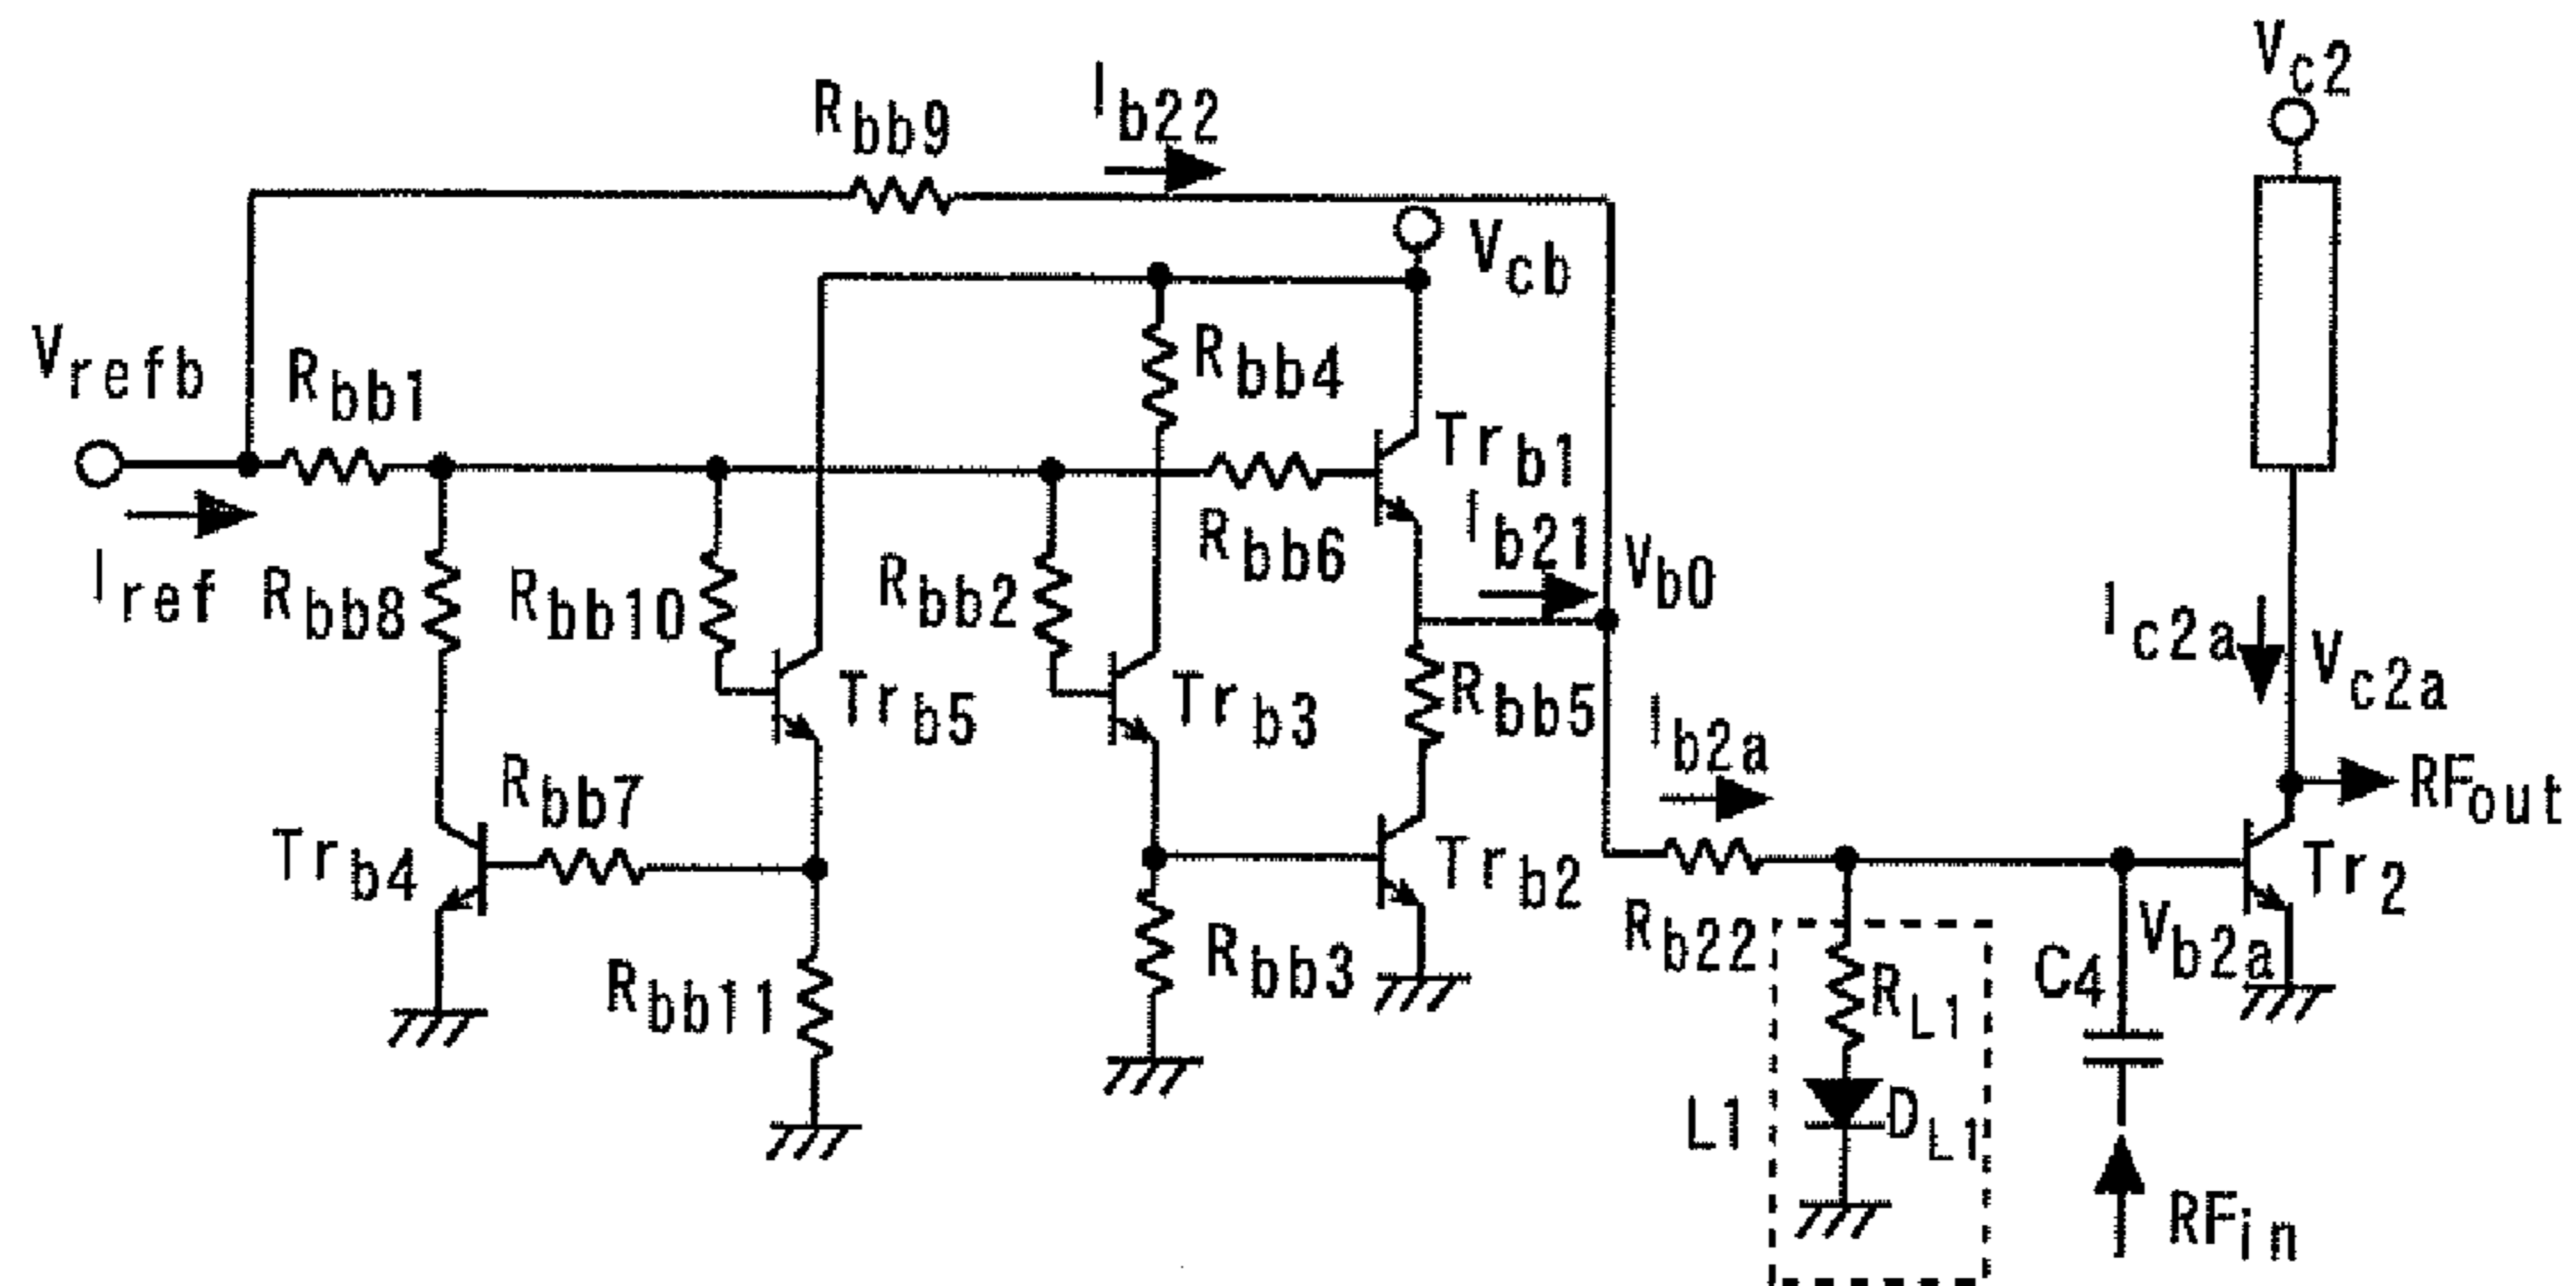 Vc2
Rbb9
Ib22
Vcb
Vrefb
Rbb1
Rbb4
Trb1
Iref
Rbb8
Rbb10
Rbb2
Rbb6
Ib21
Vb0
Ic2a
Vc2a
Trb5
Trb3
Rbb5
Ib2a
RFout
Trb4
Rbb7
Trb2
Tr2
Rbb11
Rbb3
Rb22
RL1
C4
Vb2a
L1
DL1
RFin